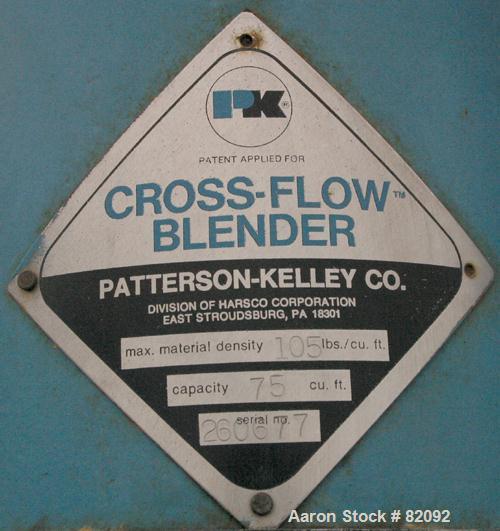 PK®
PATENT APPLIED FOR
CROSS-FLOW™
BLENDER
PATTERSON-KELLEY CO.
DIVISION OF HARSCO CORPORATION
EAST STROUDSBURG, PA 18301
max. material density 105 lbs./cu. ft.
capacity 75 cu. ft.
serial no.
260677
Aaron Stock # 82092